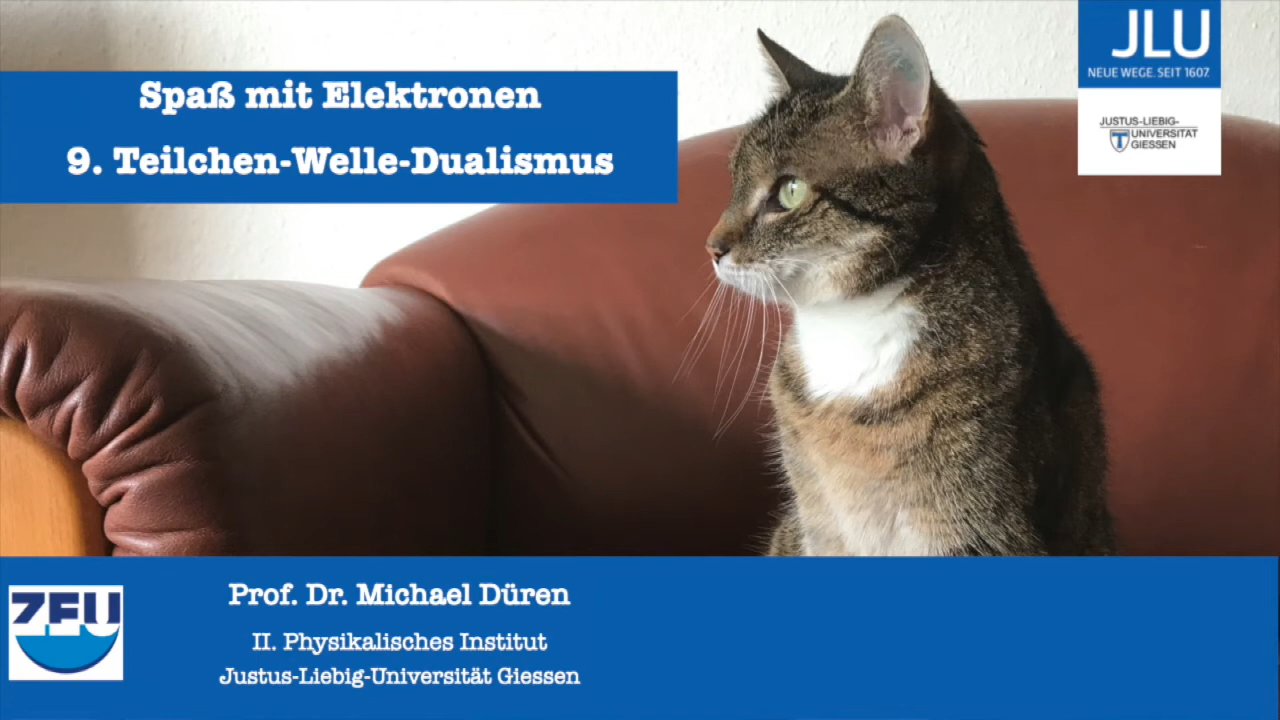 Spaß mit Elektronen
9. Teilchen-Welle-Dualismus
JLU
NEUE WEGE. SEIT 1607.
JUSTUS-LIEBIG-
UNIVERSITÄT
GIESSEN
ZEU
Prof. Dr. Michael Düren
II. Physikalisches Institut
Justus-Liebig-Universität Giessen